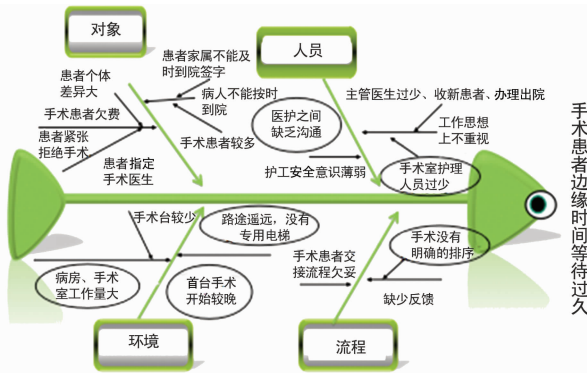 对象
人员
患者家属不能及
时到院签字
患者个体
差异大
病人不能按时
到院
手术患者欠费
患者紧张
拒绝手术
手术患者较多
患者指定
手术医生
医护之间
缺乏沟通
主管医生过少、收新患者、办理出院
工作思想
上不重视
护工安全意识薄弱
手术室护理
人员过少
手术患者边缘时间等待过久
手术台较少
路途遥远，没有
专用电梯
病房、手术
室工作量大
首台手术
开始较晚
手术没有
明确的排序
手术患者交
接流程欠妥
缺少反馈
环境
流程